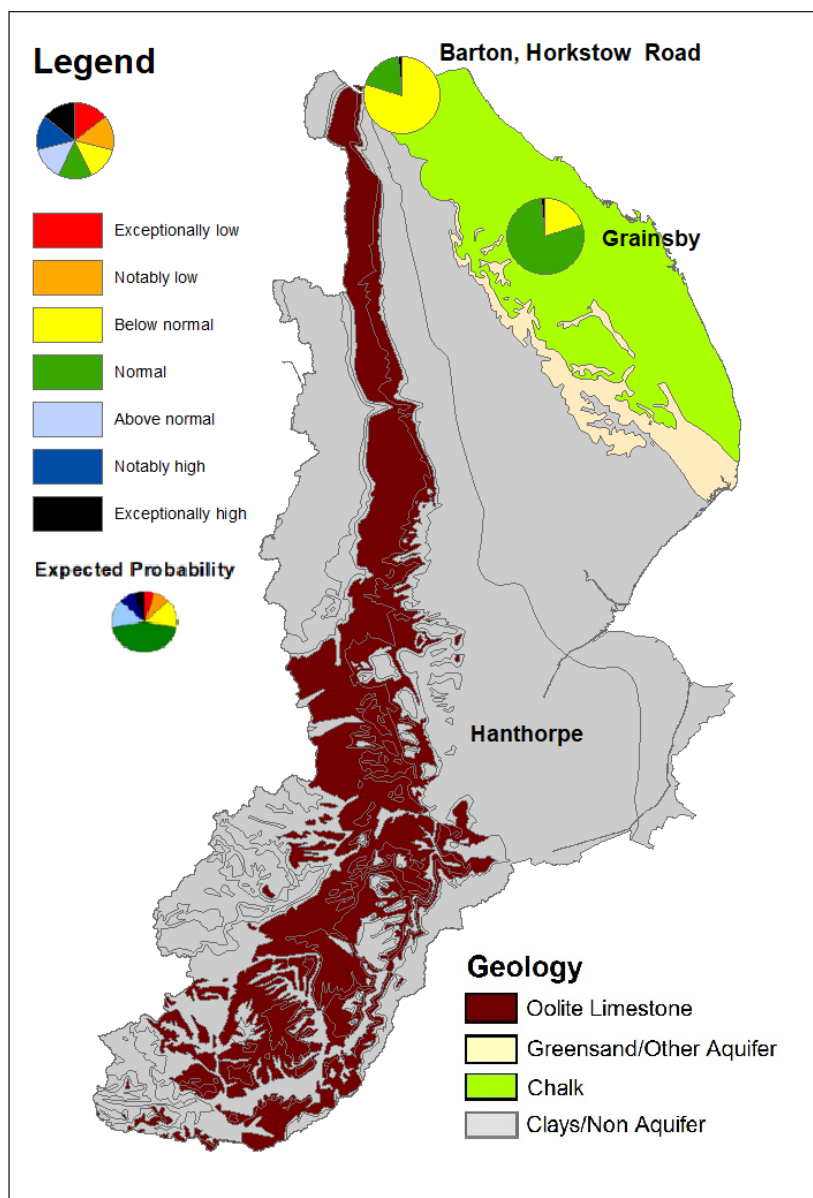 Legend
Exceptionally low
Notably low
Below normal
Normal
Above normal
Notably high
Exceptionally high
Expected Probability
Barton, Horkstow Road
Grainsby
Hanthorpe
Geology
Oolite Limestone
Greensand/Other Aquifer
Chalk
Clays/Non Aquifer